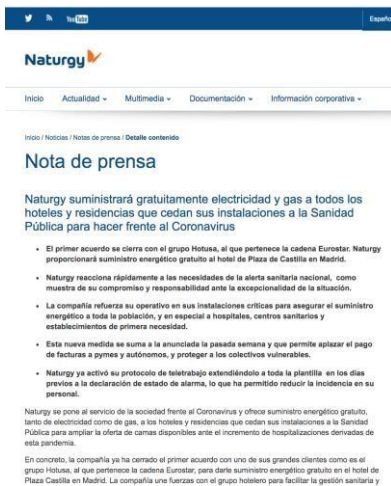 You Tube
Españo
Naturgy
Inicio Actualidad Multimedia Documentación Información corporativa
Inicio / Noticias / Notas de prensa / Detalle contenido
Nota de prensa
Naturgy suministrará gratuitamente electricidad y gas a todos los
hoteles y residencias que cedan sus instalaciones a la Sanidad
Pública para hacer frente al Coronavirus
• El primer acuerdo se cierra con el grupo Hotusa, al que pertenece la cadena Eurostar. Naturgy
proporcionará suministro energético gratuito al hotel de Plaza de Castilla en Madrid.
• Naturgy reacciona rápidamente a las necesidades de la alerta sanitaria nacional, como
muestra de su compromiso y responsabilidad ante la excepcionalidad de la situación.
• La compañía refuerza su operativo en sus instalaciones críticas para asegurar el suministro
energético a toda la población, y en especial a hospitales, centros sanitarios y
establecimientos de primera necesidad.
• Esta nueva medida se suma a la anunciada la pasada semana y que permite aplazar el pago
de facturas a pymes y autónomos, y proteger a los colectivos vulnerables.
• Naturgy ya activó su protocolo de teletrabajo extendiéndolo a toda la plantilla en los días
previos a la declaración de estado de alarma, lo que ha permitido reducir la incidencia en su
personal.
Naturgy se pone al servicio de la sociedad frente al Coronavirus y ofrece suministro energético gratuito,
tanto de electricidad como de gas, a los hoteles y residencias que cedan sus instalaciones a la Sanidad
Pública para ampliar la oferta de camas disponibles ante el incremento de hospitalizaciones derivadas de
esta pandemia.
En concreto, la compañía ya ha cerrado el primer acuerdo con uno de sus grandes clientes como es el
grupo Hotusa, al que pertenece la cadena Eurostar, para darle suministro energético gratuito en el hotel de
Plaza Castilla en Madrid. La compañía une fuerzas con el grupo hotelero para facilitar la gestión sanitaria y